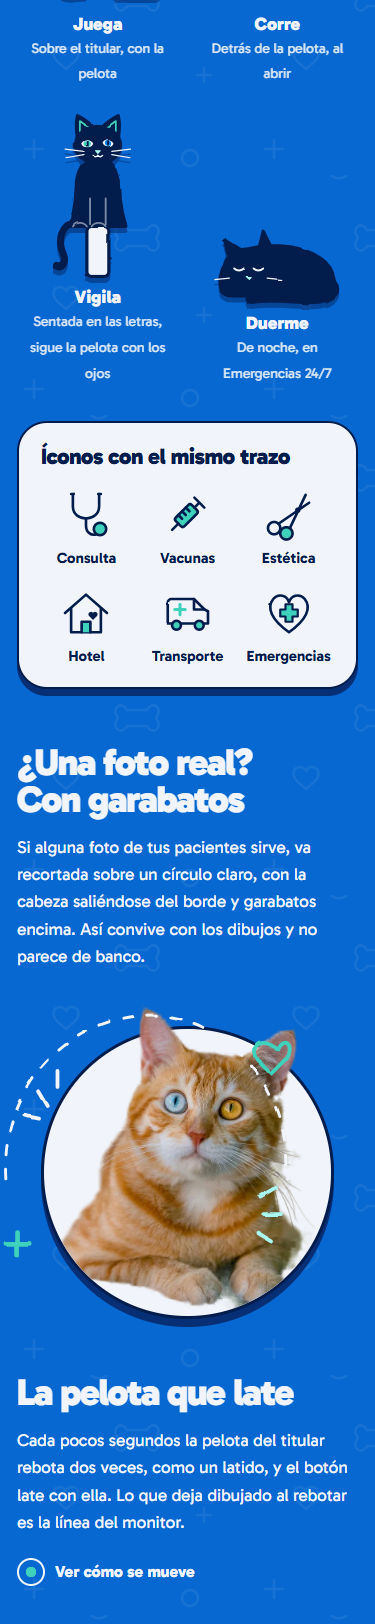 Juega
Sobre el titular, con la
pelota
Corre
Detrás de la pelota, al
abrir
Vigila
Sentada en las letras,
sigue la pelota con los
ojos
Duerme
De noche, en
Emergencias 24/7
Íconos con el mismo trazo
Consulta
Vacunas
Estética
Hotel
Transporte
Emergencias
¿Una foto real?
Con garabatos
Si alguna foto de tus pacientes sirve, va
recortada sobre un círculo claro, con la
cabeza saliéndose del borde y garabatos
encima. Así convive con los dibujos y no
parece de banco.
La pelota que late
Cada pocos segundos la pelota del titular
rebota dos veces, como un latido, y el botón
late con ella. Lo que deja dibujado al rebotar
es la línea del monitor.
Ver cómo se mueve